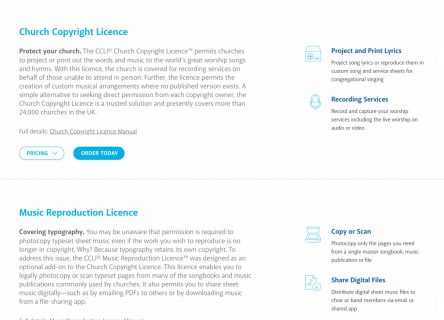 Church Copyright Licence
Protect your church. The CCLI® Church Copyright Licence™ permits churches
to project or print out the words and music to the world's great worship songs
and hymns. With this licence, the church is covered for recording services on
behalf of those unable to attend in person. Further, the licence permits the
creation of custom musical arrangements where no published version exists. A
simple alternative to seeking direct permission from each copyright owner, the
Church Copyright Licence is a trusted solution and presently covers more than
24,000 churches in the UK.
Full details: Church Copyright Licence Manual
PRICING
ORDER TODAY
Project and Print Lyrics
Project song lyrics or reproduce them in
custom song and service sheets for
congregational singing
Recording Services
Record and capture your worship
services including the live worship on
audio or video
Music Reproduction Licence
Covering typography. You may be unaware that permission is required to
photocopy typeset sheet music even if the work you wish to reproduce is no
longer in copyright. Why? Because typography retains its own copyright. To
address this issue, the CCLI® Music Reproduction Licence™ was designed as an
optional add-on to the Church Copyright Licence. This licence enables you to
legally photocopy or scan typeset pages from many of the songbooks and music
publications commonly used by churches. It also permits you to share sheet
music digitally—such as by emailing PDFs to others or by downloading music
from a file-sharing app.
Copy or Scan
Photocopy only the pages you need
from a single master songbook, music
publication or file
Share Digital Files
Distribute digital sheet music files to
choir or band members via email or
shared app